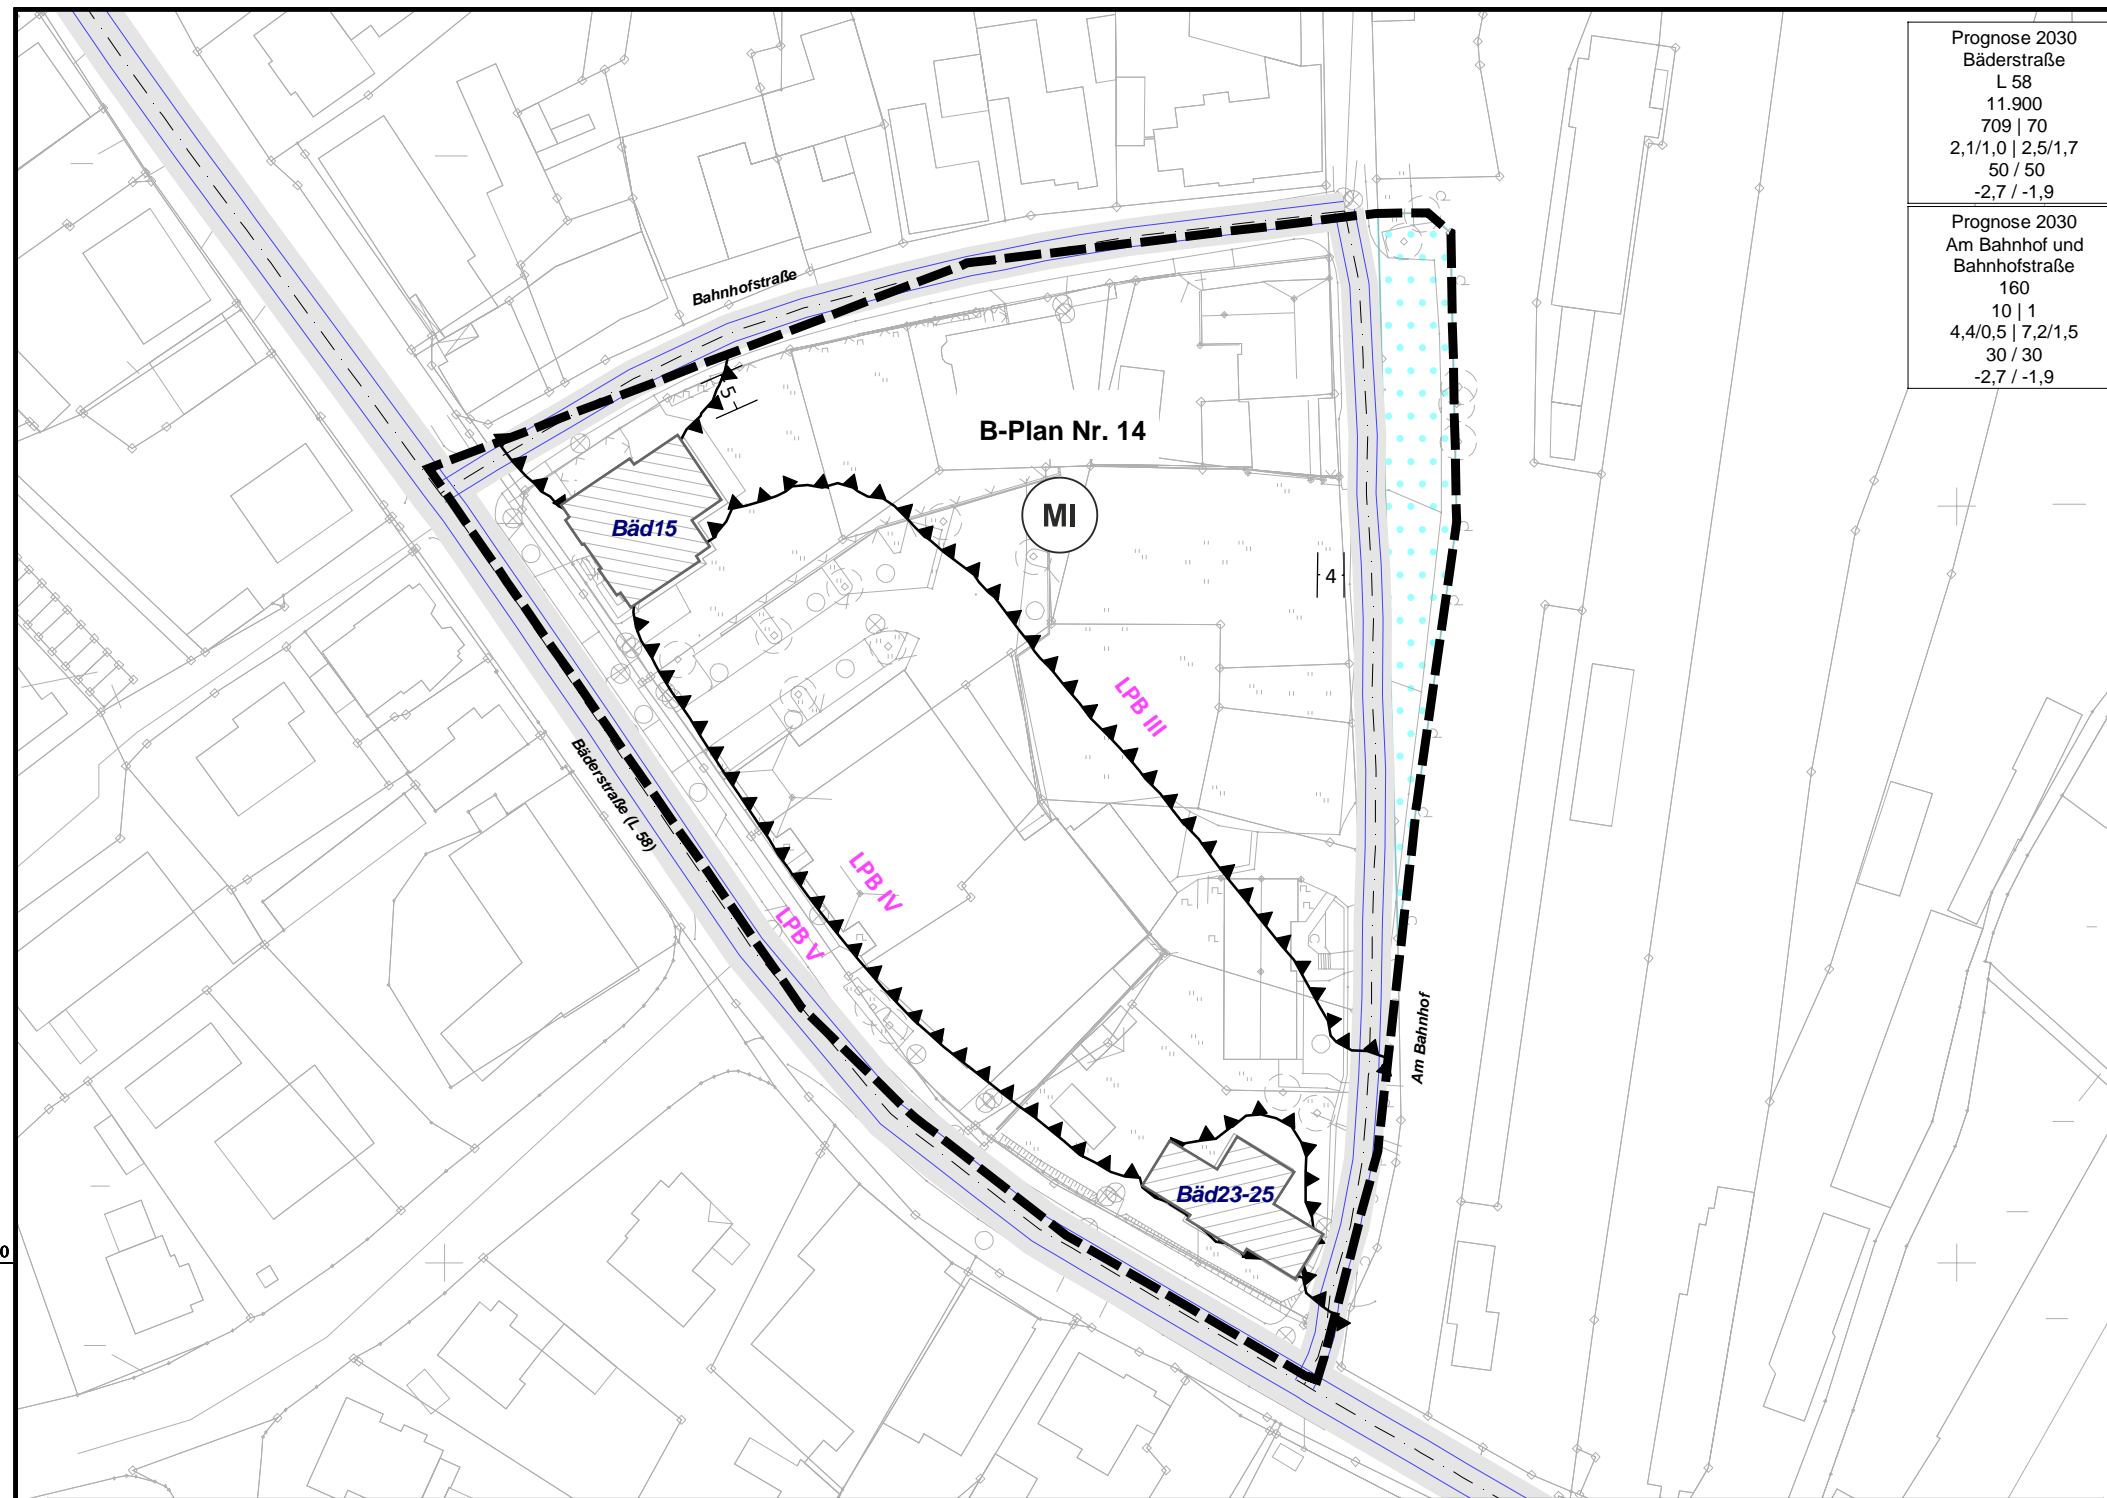 Prognose 2030
Bäderstraße
L 58
11.900
709 | 70
2,1/1,0 | 2,5/1,7
50 / 50
-2,7 / -1,9
Prognose 2030
Am Bahnhof und
Bahnhofstraße
160
10 | 1
4,4/0,5 | 7,2/1,5
30 / 30
-2,7 / -1,9
Bahnhofstraße
5
B-Plan Nr. 14
MI
Bäd15
4
LPB III
Bäderstraße (L 58)
LPB IV
LPB V
Am Bahnhof
Bäd23-25
0